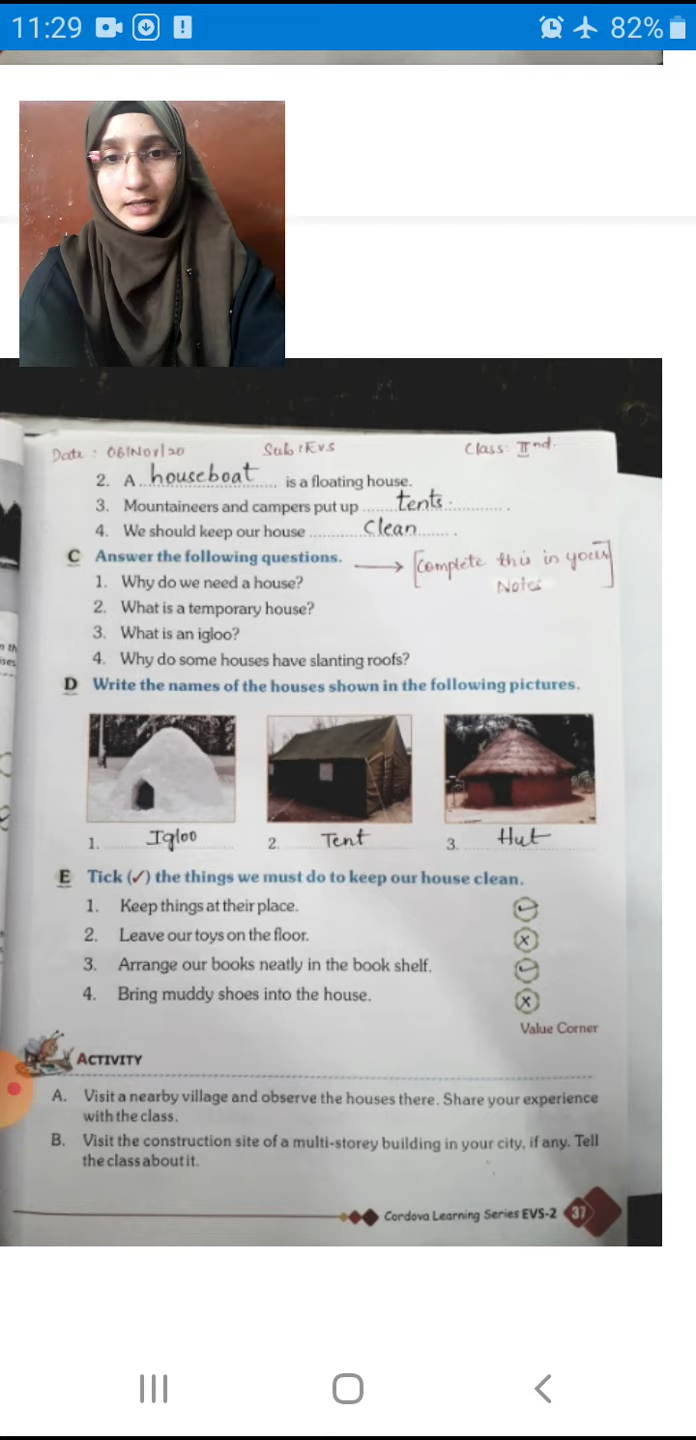 11:29 82%
Date : 06/Nov/20 Sub : EVS Class: IInd.
2. A houseboat is a floating house.
3. Mountaineers and campers put up tents.
4. We should keep our house clean.
C Answer the following questions. → [Complete this in your
Notes]
1. Why do we need a house?
2. What is a temporary house?
3. What is an igloo?
4. Why do some houses have slanting roofs?
D Write the names of the houses shown in the following pictures.
1. Igloo 2. Tent 3. Hut
E Tick (✓) the things we must do to keep our house clean.
1. Keep things at their place. ✓
2. Leave our toys on the floor. x
3. Arrange our books neatly in the book shelf. ✓
4. Bring muddy shoes into the house. x
Value Corner
ACTIVITY
A. Visit a nearby village and observe the houses there. Share your experience
with the class.
B. Visit the construction site of a multi-storey building in your city, if any. Tell
the class about it.
Cordova Learning Series EVS-2 37